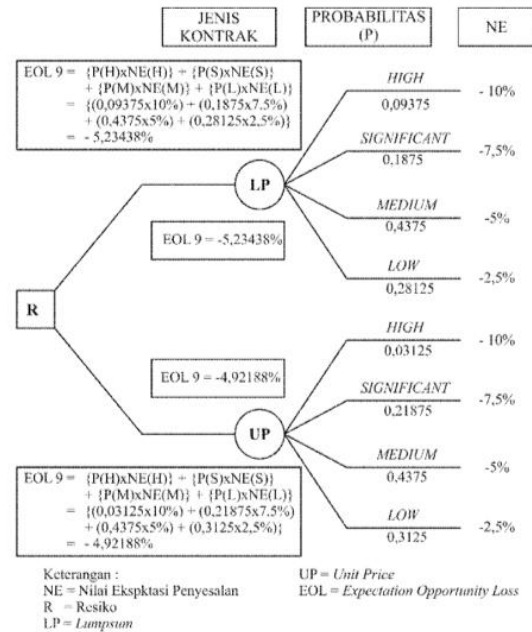 JENIS KONTRAK
PROBABILITAS (P)
NE
EOL 9 = {P(H)xNE(H)} + {P(S)xNE(S)}
+ {P(M)xNE(M)} + {P(L)xNE(L)}
= {(0,09375x10%) + (0,1875x7.5%)
+ (0,4375x5%) + (0,28125x2,5%)}
= - 5,23438%
HIGH
0,09375
- 10%
SIGNIFICANT
0,1875
-7,5%
LP
MEDIUM
0,4375
-5%
EOL 9 = -5,23438%
LOW
0,28125
-2,5%
R
HIGH
0,03125
- 10%
EOL 9 = -4,92188%
SIGNIFICANT
0,21875
-7,5%
UP
MEDIUM
0,4375
-5%
EOL 9 = {P(H)xNE(H)} + {P(S)xNE(S)}
+ {P(M)xNE(M)} + {P(L)xNE(L)}
= {(0,03125x10%) + (0,21875x7.5%)
+ (0,4375x5%) + (0,3125x2,5%)}
= - 4,92188%
LOW
0,3125
-2,5%
Keterangan :
NE = Nilai Ekspktasi Penyesalan
R = Resiko
LP = Lumpsum
UP = Unit Price
EOL = Expectation Opportunity Loss